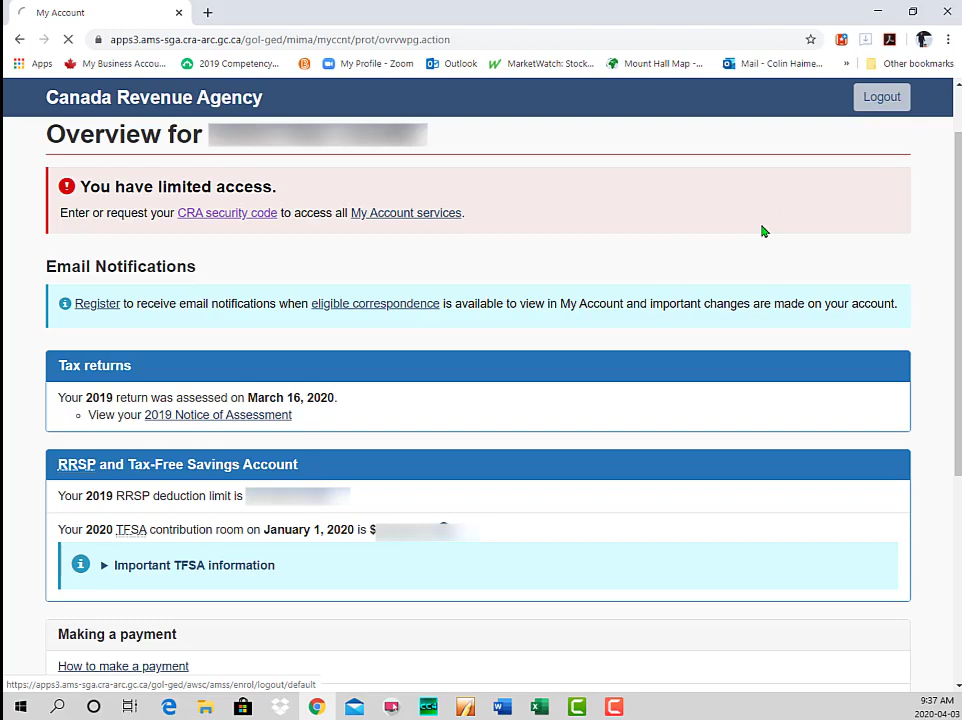 My Account
apps3.ams-sga.cra-arc.gc.ca/gol-ged/mima/myccnt/prot/ovrvwpg.action
Apps My Business Accou... 2019 Competency... My Profile - Zoom Outlook MarketWatch: Stock... Mount Hall Map -... Mail - Colin Haime... » Other bookmarks
Canada Revenue Agency Logout
Overview for
You have limited access.
Enter or request your CRA security code to access all My Account services.
Email Notifications
Register to receive email notifications when eligible correspondence is available to view in My Account and important changes are made on your account.
Tax returns
Your 2019 return was assessed on March 16, 2020.
View your 2019 Notice of Assessment
RRSP and Tax-Free Savings Account
Your 2019 RRSP deduction limit is
Your 2020 TFSA contribution room on January 1, 2020 is $
Important TFSA information
Making a payment
How to make a payment
https://apps3.ams-sga.cra-arc.gc.ca/gol-ged/awsc/amss/enrol/logout/default
CC4
9:37 AM
2020-04-03